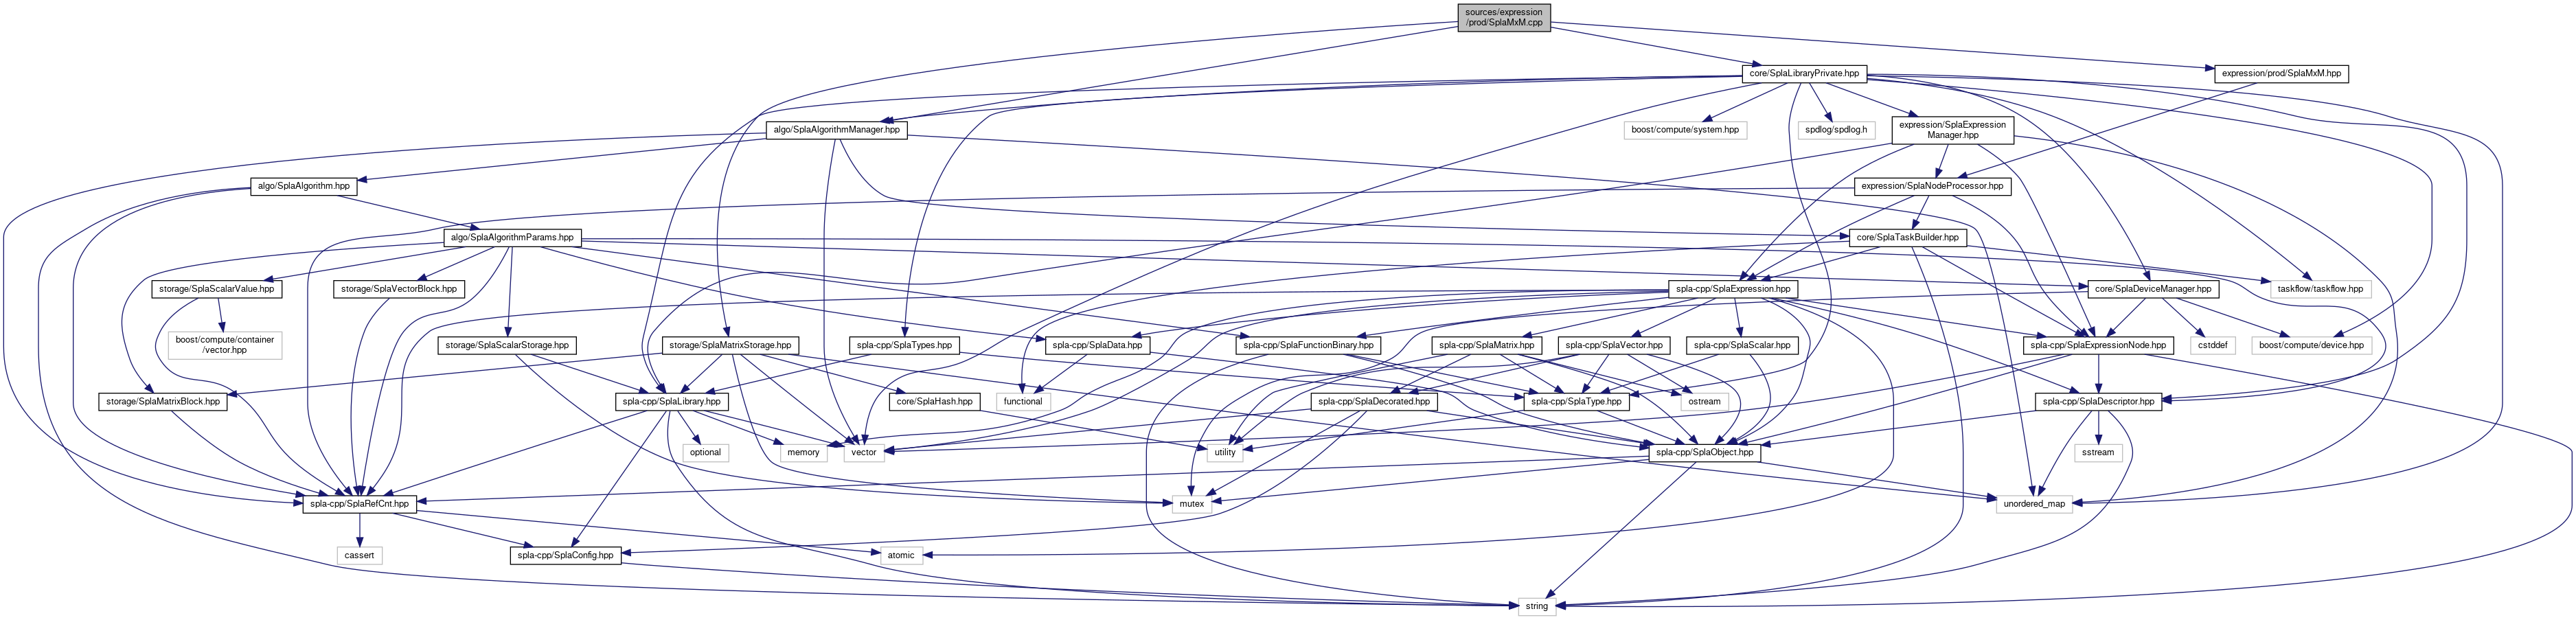 sources/expression
/prod/SplaMxM.cpp
core/SplaLibraryPrivate.hpp
expression/prod/SplaMxM.hpp
algo/SplaAlgorithmManager.hpp
boost/compute/system.hpp
spdlog/spdlog.h
expression/SplaExpression
Manager.hpp
algo/SplaAlgorithm.hpp
expression/SplaNodeProcessor.hpp
algo/SplaAlgorithmParams.hpp
core/SplaTaskBuilder.hpp
storage/SplaScalarValue.hpp
storage/SplaVectorBlock.hpp
spla-cpp/SplaExpression.hpp
core/SplaDeviceManager.hpp
taskflow/taskflow.hpp
boost/compute/container
/vector.hpp
storage/SplaScalarStorage.hpp
storage/SplaMatrixStorage.hpp
spla-cpp/SplaTypes.hpp
spla-cpp/SplaData.hpp
spla-cpp/SplaFunctionBinary.hpp
spla-cpp/SplaMatrix.hpp
spla-cpp/SplaVector.hpp
spla-cpp/SplaScalar.hpp
spla-cpp/SplaExpressionNode.hpp
cstddef
boost/compute/device.hpp
storage/SplaMatrixBlock.hpp
spla-cpp/SplaLibrary.hpp
core/SplaHash.hpp
functional
spla-cpp/SplaDecorated.hpp
spla-cpp/SplaType.hpp
ostream
spla-cpp/SplaDescriptor.hpp
optional
memory
vector
utility
spla-cpp/SplaObject.hpp
sstream
spla-cpp/SplaRefCnt.hpp
mutex
unordered_map
cassert
spla-cpp/SplaConfig.hpp
atomic
string